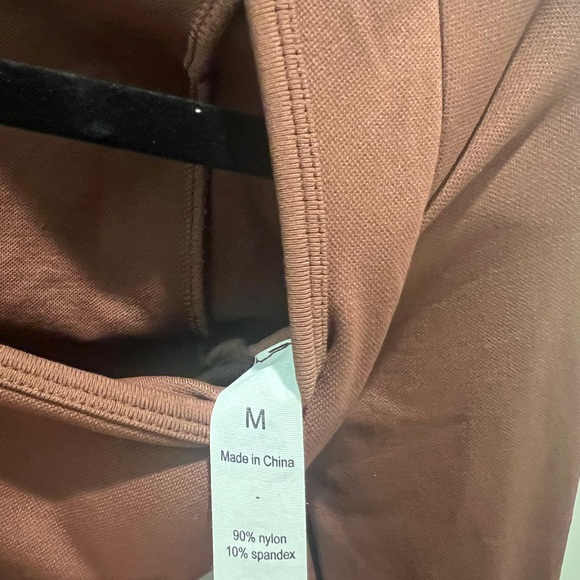 M
Made in China
-
90% nylon
10% spandex